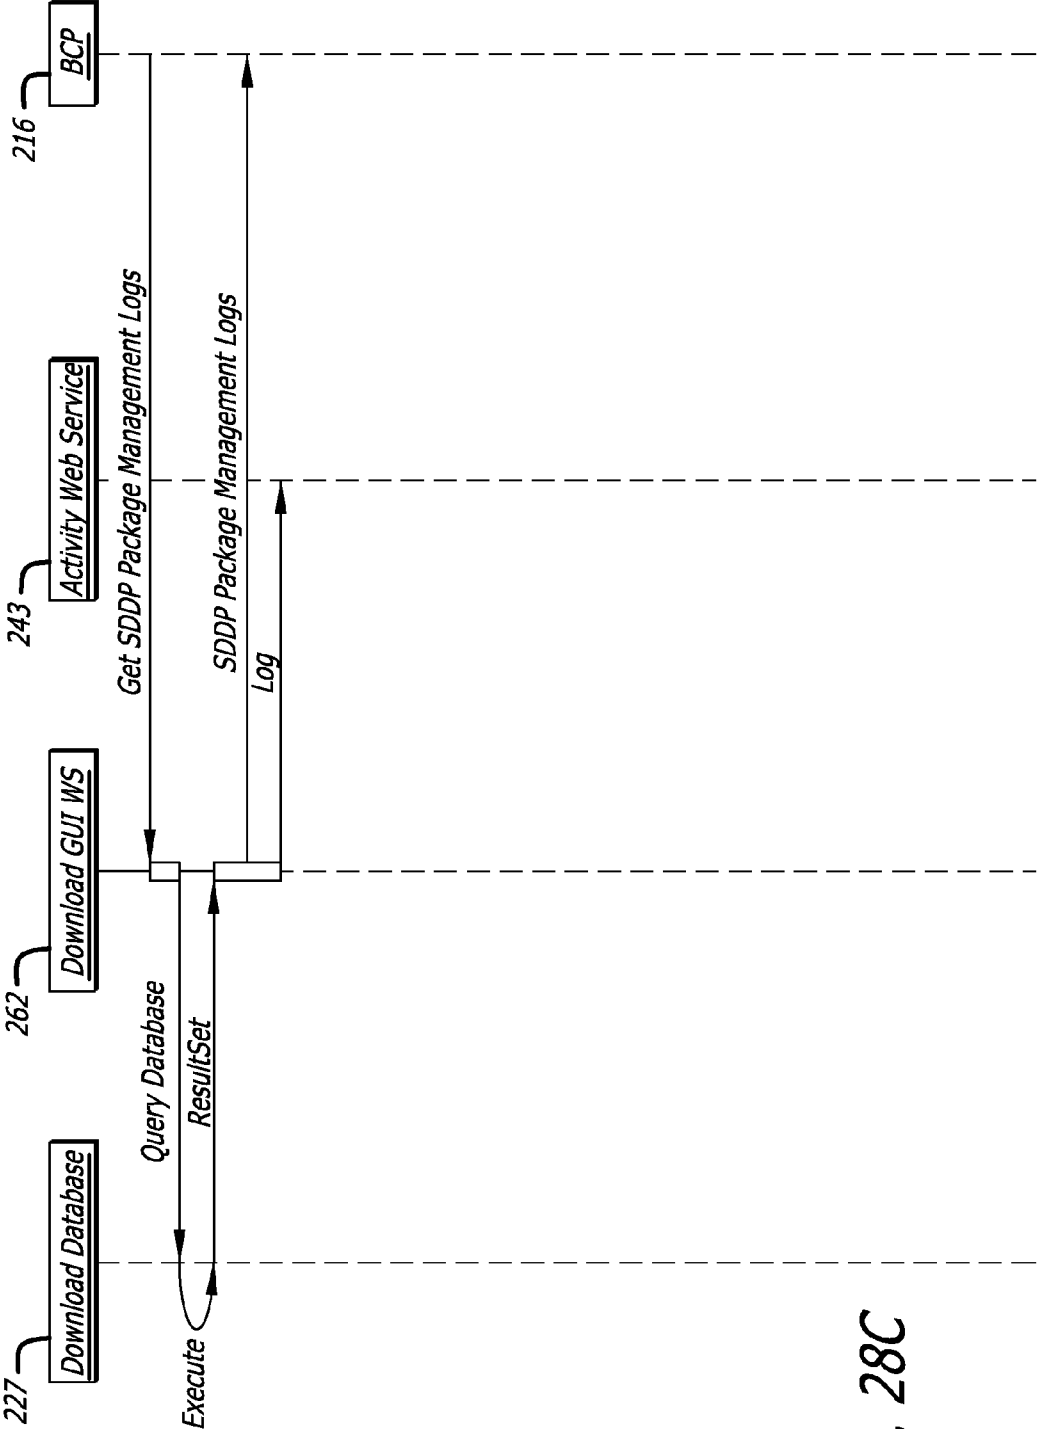 227
262
243
216
Download Database
Download GUI WS
Activity Web Service
BCP
Get SDDP Package Management Logs
Query Database
Execute
ResultSet
SDDP Package Management Logs
Log
28C